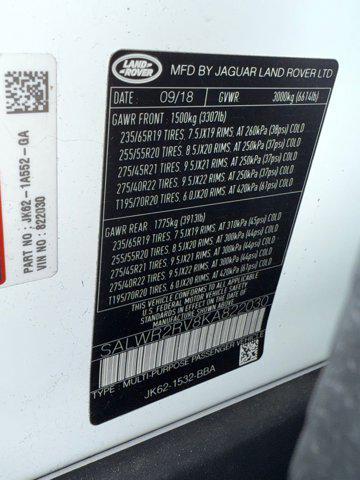 PART NO : JK62-1A552-GA
VIN NO : 822030
LAND ROVER
MFD BY JAGUAR LAND ROVER LTD
DATE: 09/18 GVWR: 3000kg (6614lb)
GAWR FRONT: 1500kg (3307lb)
235/65R19 TIRES. 7.5JX19 RIMS. AT 260kPa (38psi) COLD
255/55R20 TIRES. 8.5JX20 RIMS. AT 250kPa (37psi) COLD
275/45R21 TIRES. 9.5JX21 RIMS. AT 250kPa (37psi) COLD
275/40R22 TIRES. 9.5JX22 RIMS. AT 250kPa (37psi) COLD
T195/70R20 TIRES. 6.0JX20 RIMS. AT 420kPa (61psi) COLD
GAWR REAR: 1775kg (3913lb)
235/65R19 TIRES. 7.5JX19 RIMS. AT 310kPa (45psi) COLD
255/55R20 TIRES. 8.5JX20 RIMS. AT 300kPa (44psi) COLD
275/45R21 TIRES. 9.5JX21 RIMS. AT 300kPa (44psi) COLD
275/40R22 TIRES. 9.5JX22 RIMS. AT 300kPa (44psi) COLD
T195/70R20 TIRES. 6.0JX20 RIMS. AT 420kPa (61psi) COLD
THIS VEHICLE CONFORMS TO ALL APPLICABLE
U.S. FEDERAL MOTOR VEHICLE SAFETY STANDARDS
IN EFFECT ON THE DATE OF MANUFACTURE SHOWN ABOVE
SALWR2RV8KA822030
TYPE: MULTI-PURPOSE PASSENGER VEHICLE
JK62-1532-BBA